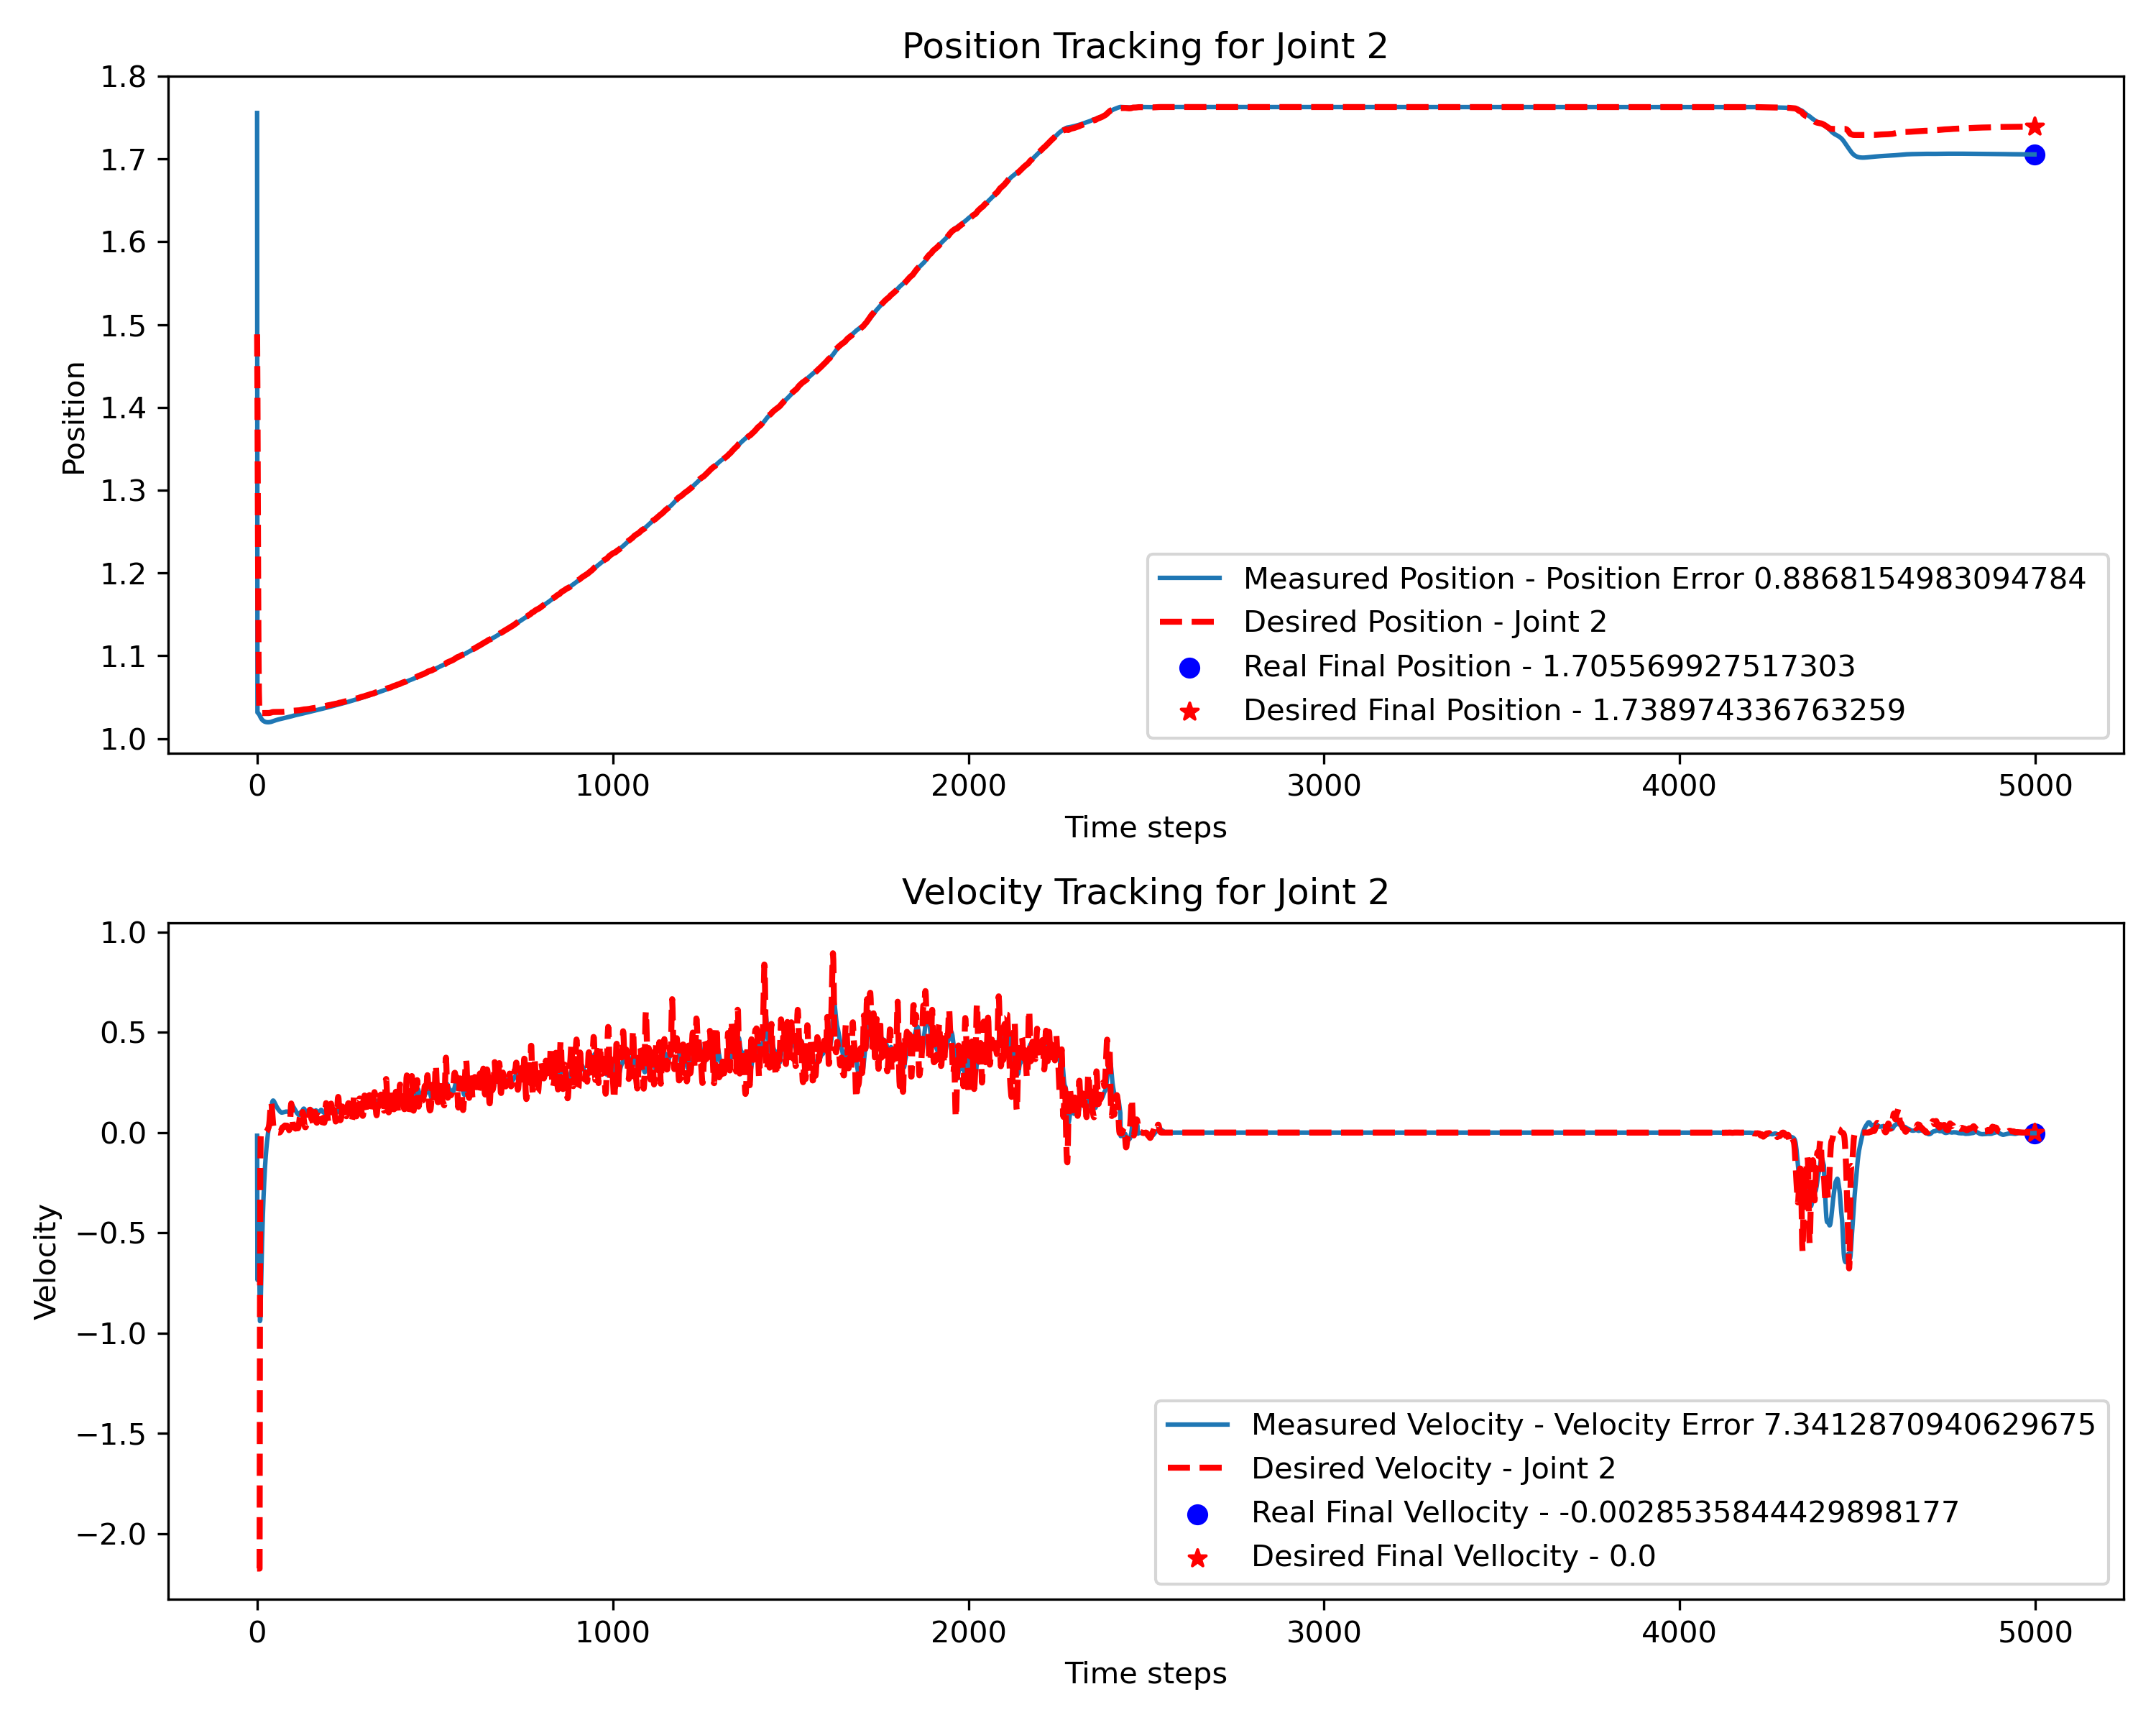 Position Tracking for Joint 2
1.8
1.7
1.6
1.5
1.4
1.3
1.2
1.1
1.0
Position
Measured Position - Position Error 0.8868154983094784
Desired Position - Joint 2
Real Final Position - 1.705569927517303
Desired Final Position - 1.738974336763259
0 1000 2000 3000 4000 5000
Time steps
Velocity Tracking for Joint 2
1.0
0.5
0.0
−0.5
−1.0
−1.5
−2.0
Velocity
Measured Velocity - Velocity Error 7.3412870940629675
Desired Velocity - Joint 2
Real Final Vellocity - -0.0028535844429898177
Desired Final Vellocity - 0.0
0 1000 2000 3000 4000 5000
Time steps